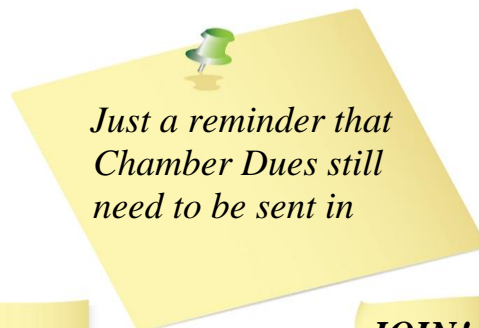 Just a reminder that
Chamber Dues still
need to be sent in
JOIN!